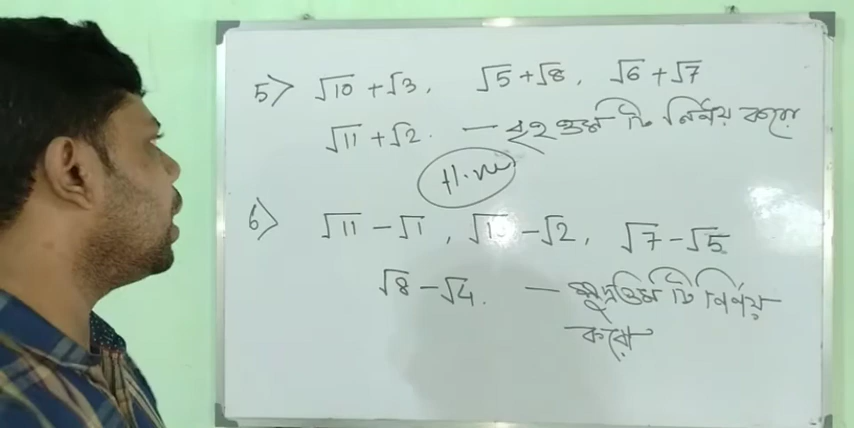 5> √10 + √3, √5 + √8, √6 + √7
√11 + √2. — বৃহত্তম টি নির্ণয় করো
H.W
6> √11 - √1, √10 - √2, √7 - √5
√8 - √4. — ক্ষুদ্রতম টি নির্ণয়
করো